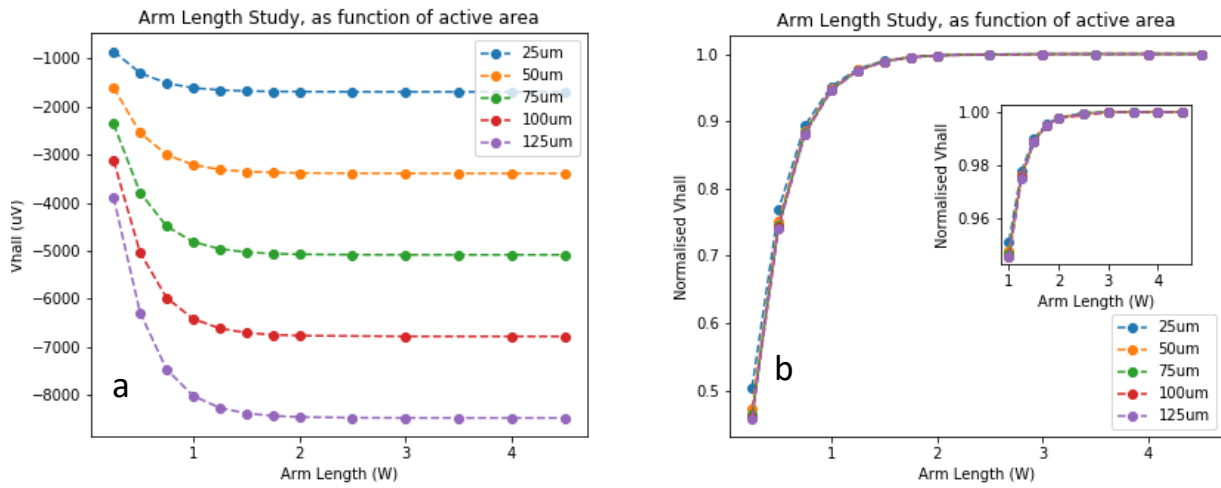 Arm Length Study, as function of active area
Vhall (uV)
−1000
−2000
−3000
−4000
−5000
−6000
−7000
−8000
25um
50um
75um
100um
125um
a
1 2 3 4
Arm Length (W)
Arm Length Study, as function of active area
Normalised Vhall
1.0
0.9
0.8
0.7
0.6
0.5
Normalised Vhall
1.00
0.98
0.96
1 2 3 4
Arm Length (W)
25um
50um
75um
100um
125um
b
1 2 3 4
Arm Length (W)